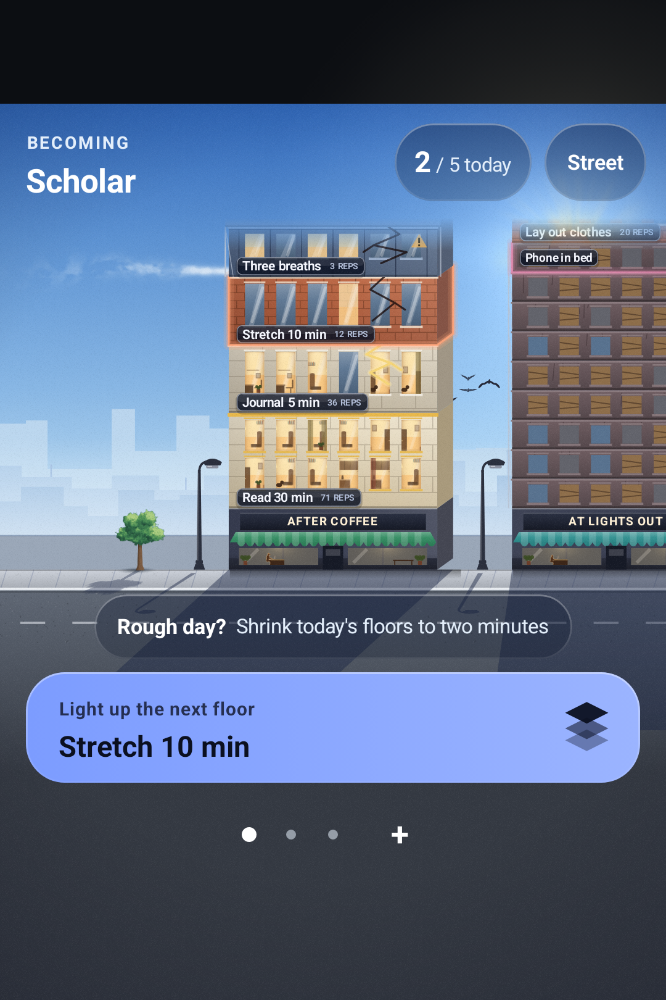 BECOMING
Scholar
2 / 5 today
Street
Lay out clothes 20 REPS
Phone in bed
Three breaths 3 REPS
Stretch 10 min 12 REPS
Journal 5 min 36 REPS
Read 30 min 71 REPS
AFTER COFFEE
AT LIGHTS OUT
Rough day? Shrink today's floors to two minutes
Light up the next floor
Stretch 10 min